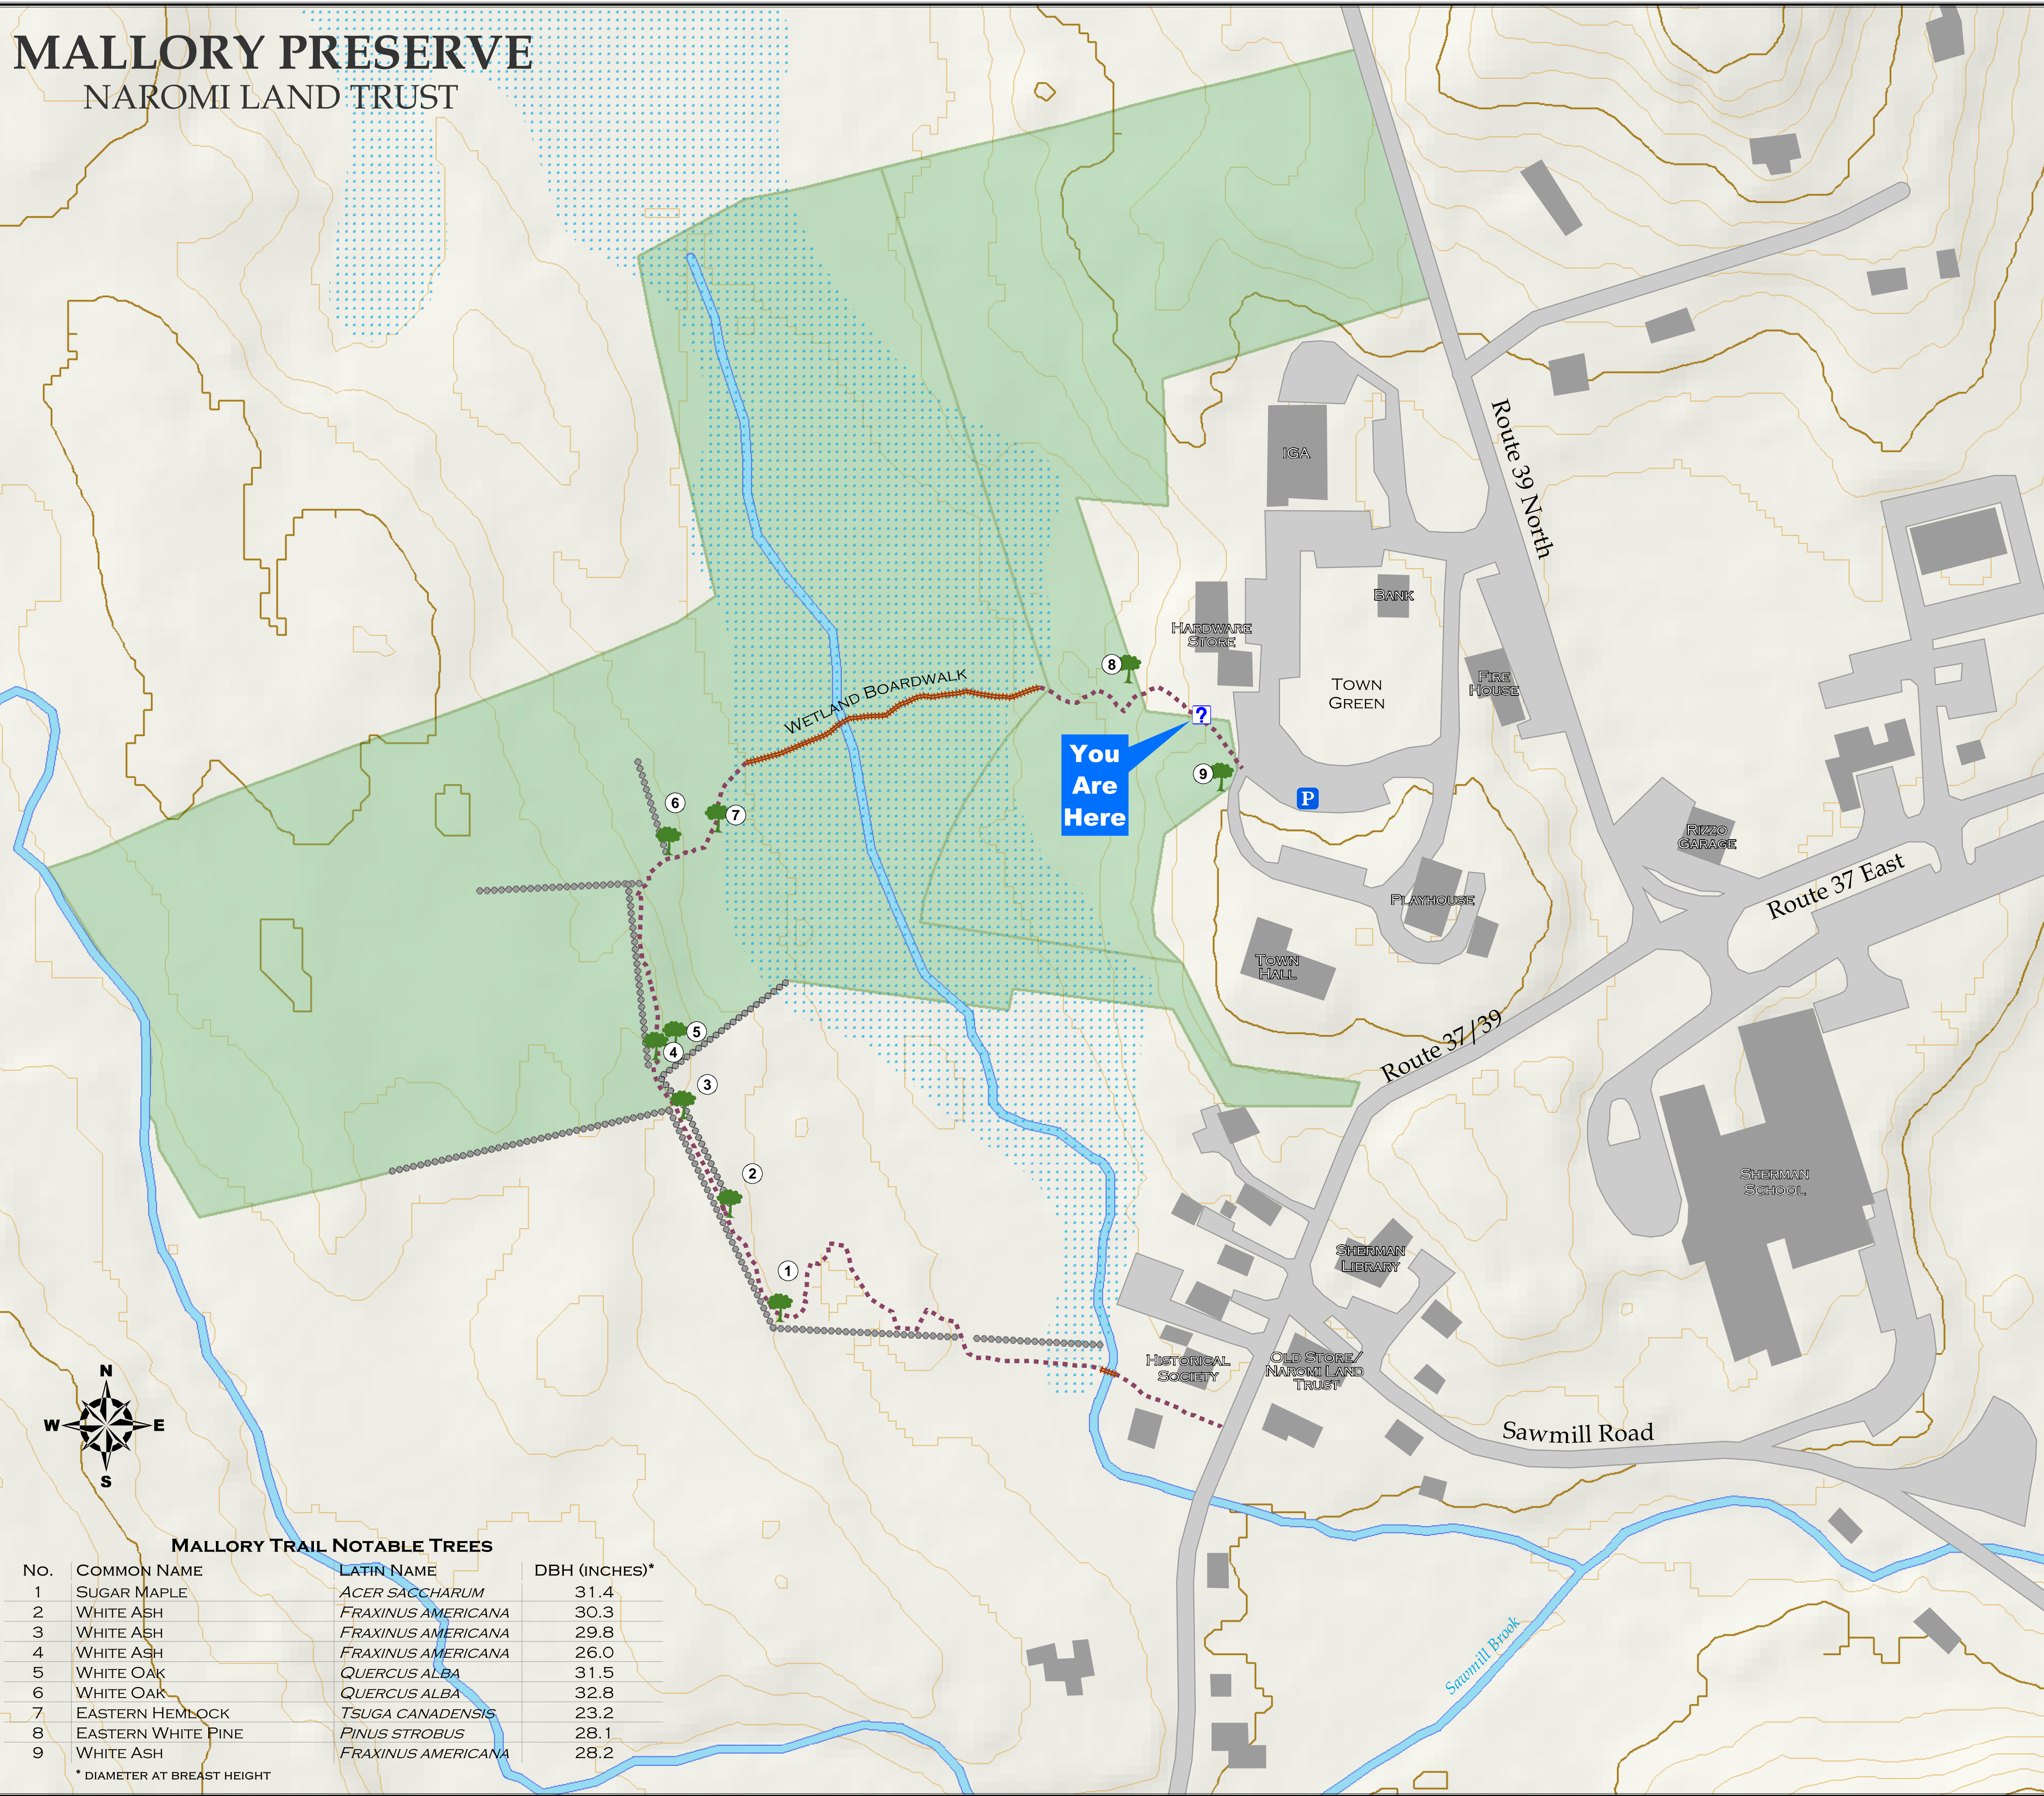 MALLORY PRESERVE
NAROMI LAND TRUST
IGA
Route 39 North
BANK
HARDWARE
STORE
FIRE
HOUSE
TOWN
GREEN
8
WETLAND BOARDWALK
?
You
Are
Here
9
P
6
7
RIZZO
GARAGE
Route 37 East
PLAYHOUSE
TOWN
HALL
5
4
Route 37/39
3
2
SHERMAN
SCHOOL
1
SHERMAN
LIBRARY
HISTORICAL
SOCIETY
OLD STORE/
NAROMI LAND
TRUST
Sawmill Road
N
W E
S
Sawmill Brook
MALLORY TRAIL NOTABLE TREES
NO. COMMON NAME LATIN NAME DBH (INCHES)*
1 SUGAR MAPLE ACER SACCHARUM 31.4
2 WHITE ASH FRAXINUS AMERICANA 30.3
3 WHITE ASH FRAXINUS AMERICANA 29.8
4 WHITE ASH FRAXINUS AMERICANA 26.0
5 WHITE OAK QUERCUS ALBA 31.5
6 WHITE OAK QUERCUS ALBA 32.8
7 EASTERN HEMLOCK TSUGA CANADENSIS 23.2
8 EASTERN WHITE PINE PINUS STROBUS 28.1
9 WHITE ASH FRAXINUS AMERICANA 28.2
* DIAMETER AT BREAST HEIGHT